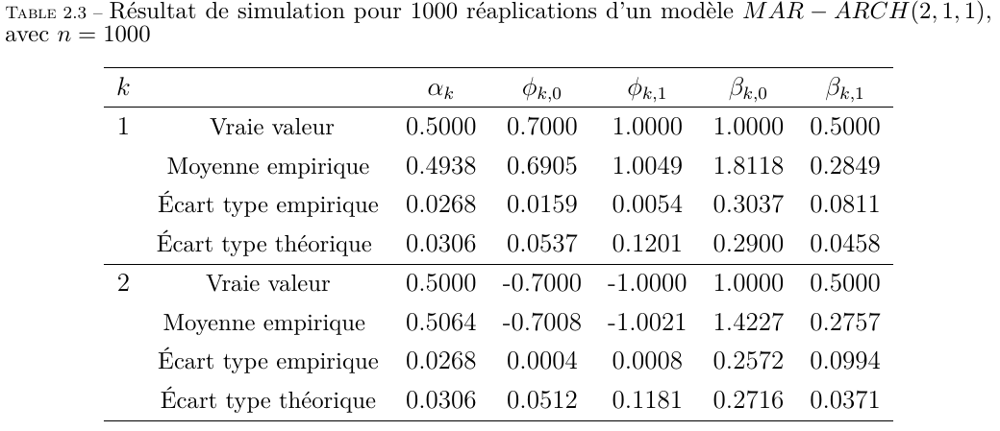 TABLE 2.3 – Résultat de simulation pour 1000 réaplications d'un modèle MAR − ARCH(2, 1, 1),
avec n = 1000
k α_k ϕ_{k,0} ϕ_{k,1} β_{k,0} β_{k,1}
1 Vraie valeur 0.5000 0.7000 1.0000 1.0000 0.5000
Moyenne empirique 0.4938 0.6905 1.0049 1.8118 0.2849
Écart type empirique 0.0268 0.0159 0.0054 0.3037 0.0811
Écart type théorique 0.0306 0.0537 0.1201 0.2900 0.0458
2 Vraie valeur 0.5000 -0.7000 -1.0000 1.0000 0.5000
Moyenne empirique 0.5064 -0.7008 -1.0021 1.4227 0.2757
Écart type empirique 0.0268 0.0004 0.0008 0.2572 0.0994
Écart type théorique 0.0306 0.0512 0.1181 0.2716 0.0371